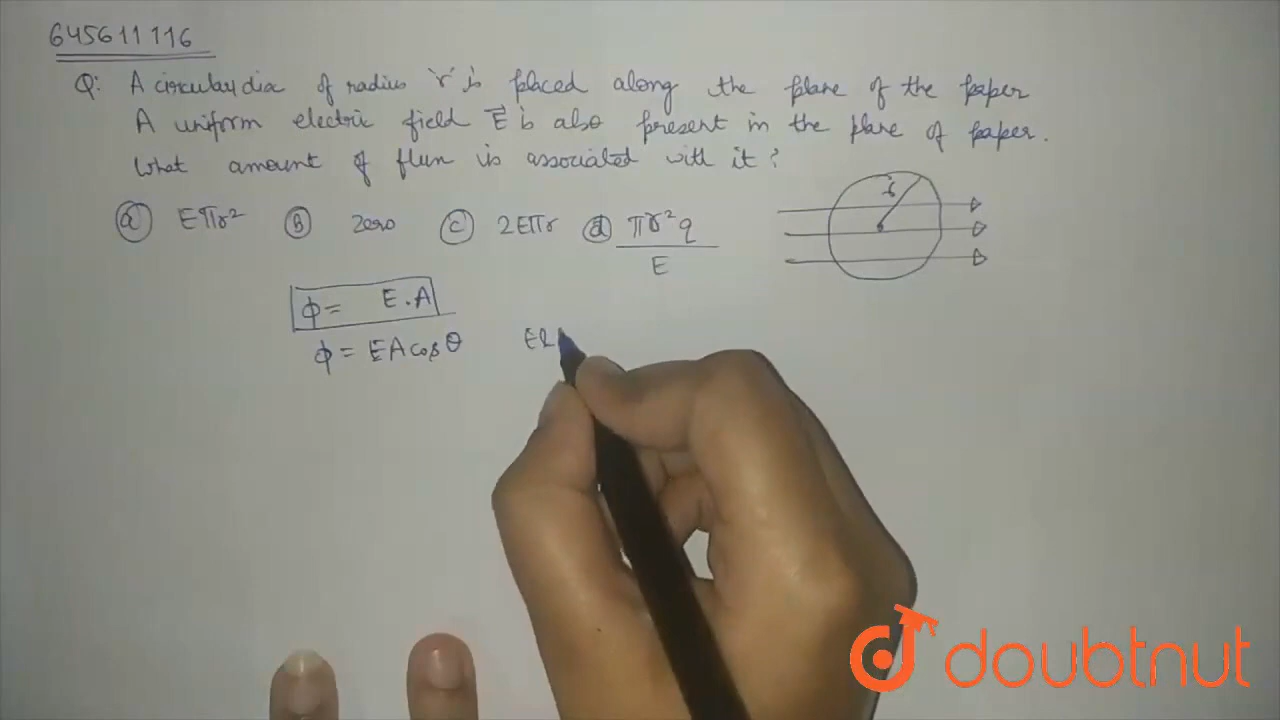 645611116
Q: A circular dia of radius 'r' is placed along the plane of the paper
A uniform electric field E⃗ is also present in the plane of paper.
What amount of flux is associated with it?
(a) Eπr² (B) Zero (C) 2Eπr (d) πr²q/E
r
φ = E.A
φ = EA cos θ
E &
doubtnut